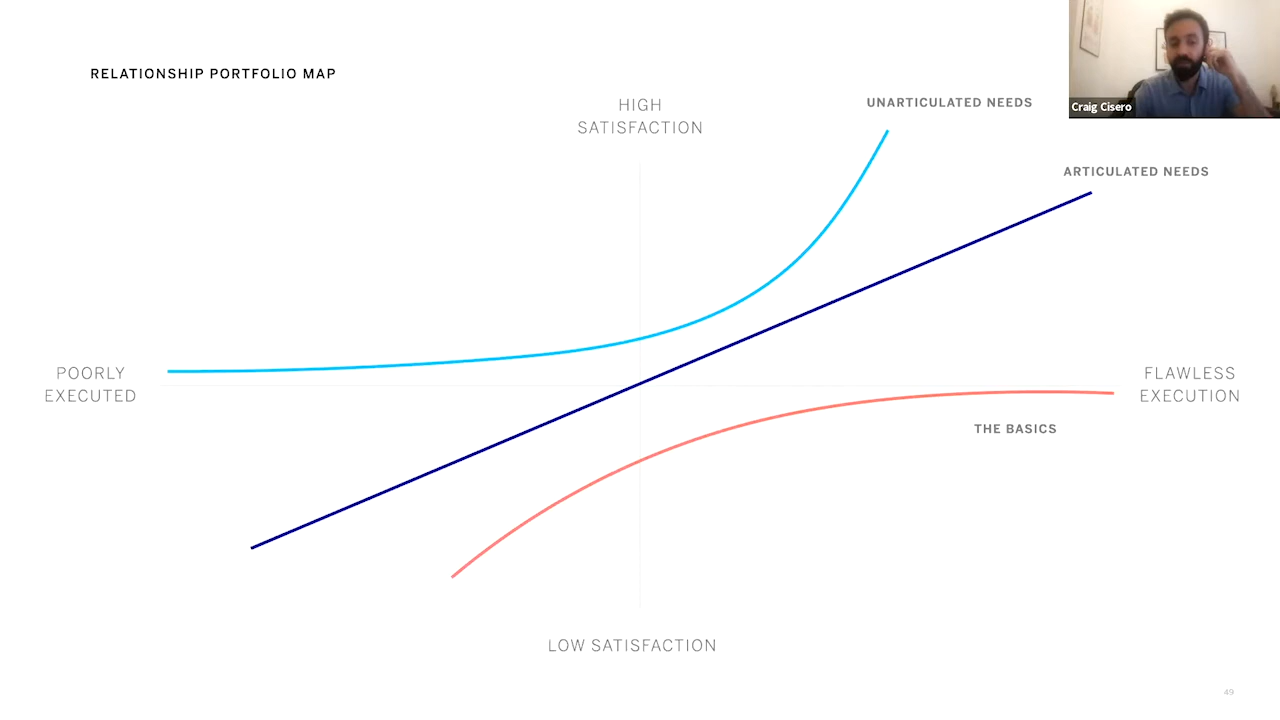 RELATIONSHIP PORTFOLIO MAP
HIGH
SATISFACTION
UNARTICULATED NEEDS
Craig Cisero
ARTICULATED NEEDS
POORLY
EXECUTED
FLAWLESS
EXECUTION
THE BASICS
LOW SATISFACTION
49